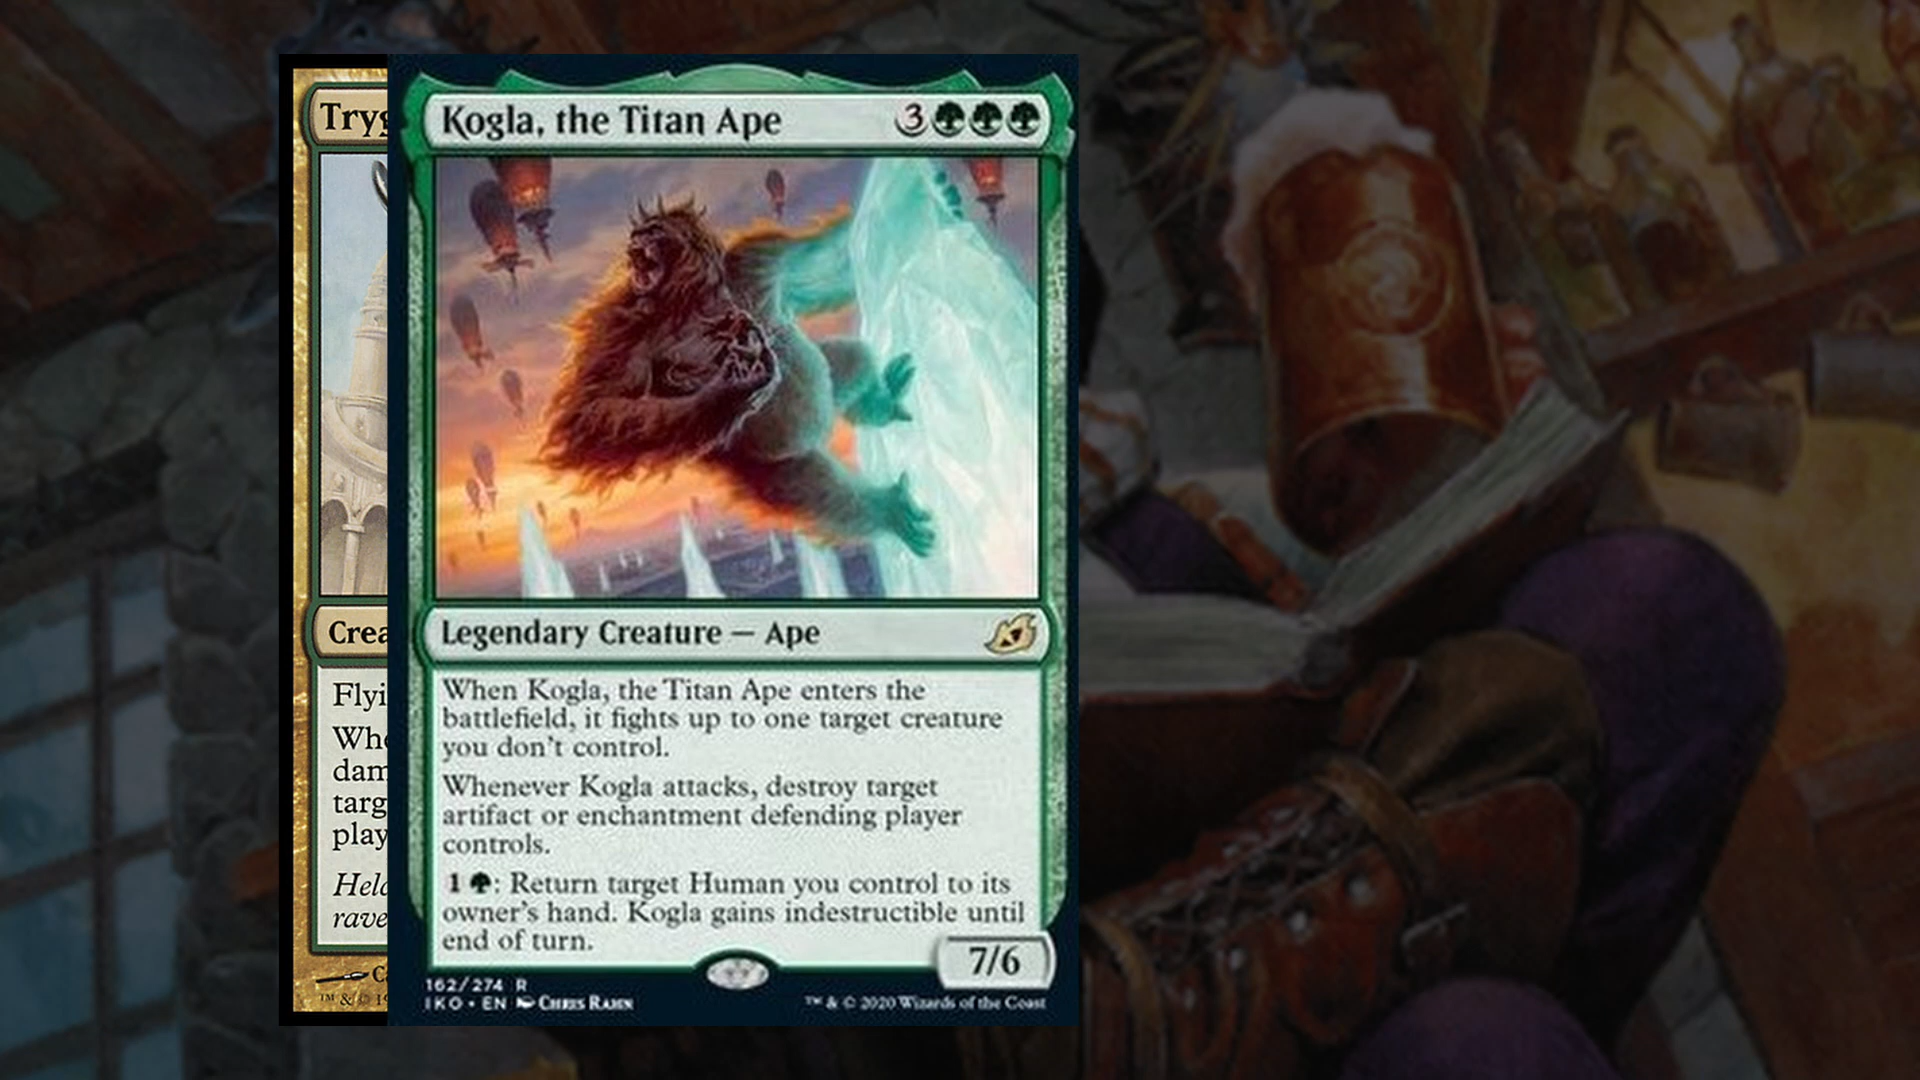 Tryg
Crea
Flyi
Whe
dam
targ
play
Held
rave
Kogla, the Titan Ape 3
Legendary Creature — Ape
When Kogla, the Titan Ape enters the
battlefield, it fights up to one target creature
you don't control.
Whenever Kogla attacks, destroy target
artifact or enchantment defending player
controls.
1 : Return target Human you control to its
owner's hand. Kogla gains indestructible until
end of turn.
7/6
162/274 R
IKO • EN Chris Rahn
™ & © 2020 Wizards of the Coast